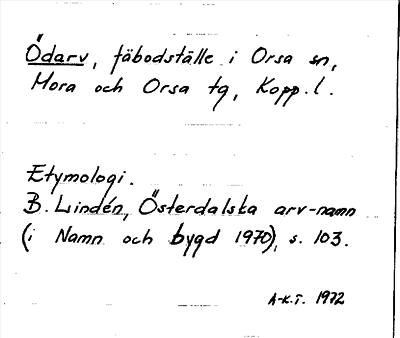 Ödarv, fäbodställe i Orsa sn,
Mora och Orsa tg, Kopp. l.
Etymologi.
B. Lindén, Österdalska arv-namn
(i Namn och bygd 1970), s. 103.
A-K.T. 1972